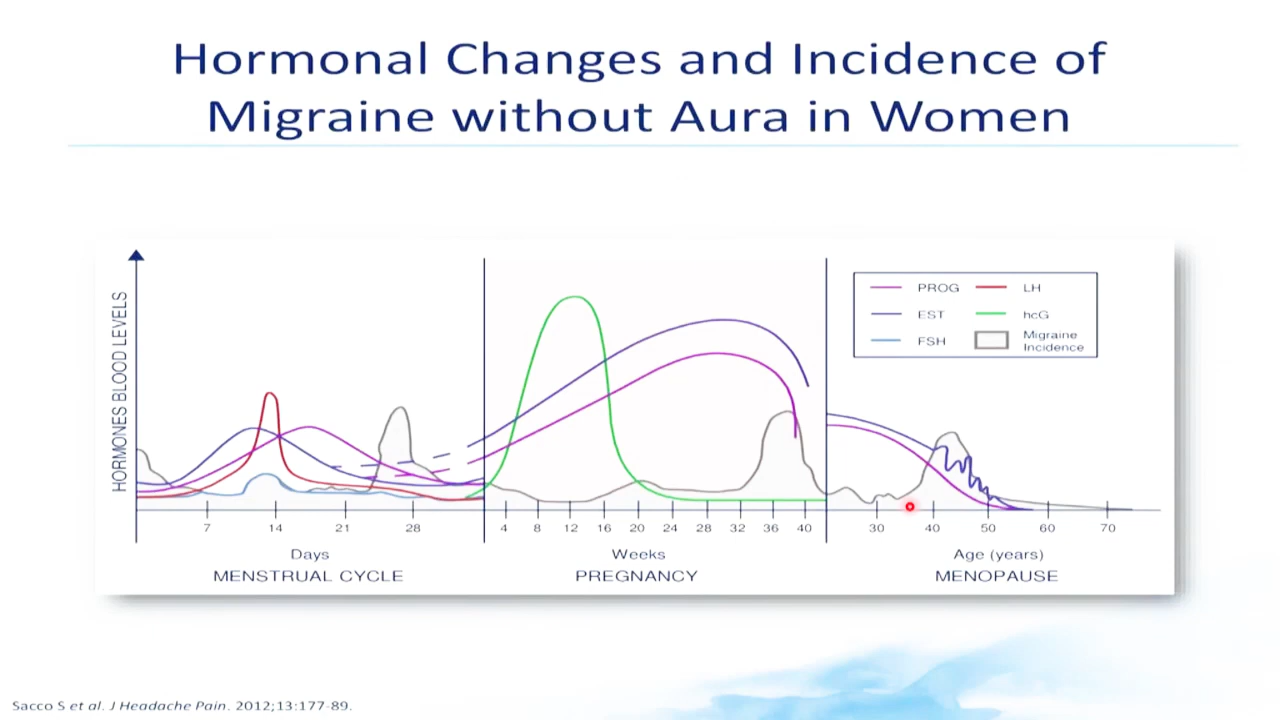 Hormonal Changes and Incidence of
Migraine without Aura in Women
HORMONES BLOOD LEVELS
PROG
LH
EST
hcG
FSH
Migraine
Incidence
7 14 21 28
4 8 12 16 20 24 28 32 36 40
30 40 50 60 70
Days
Weeks
Age (years)
MENSTRUAL CYCLE
PREGNANCY
MENOPAUSE
Sacco S et al. J Headache Pain. 2012;13:177-89.